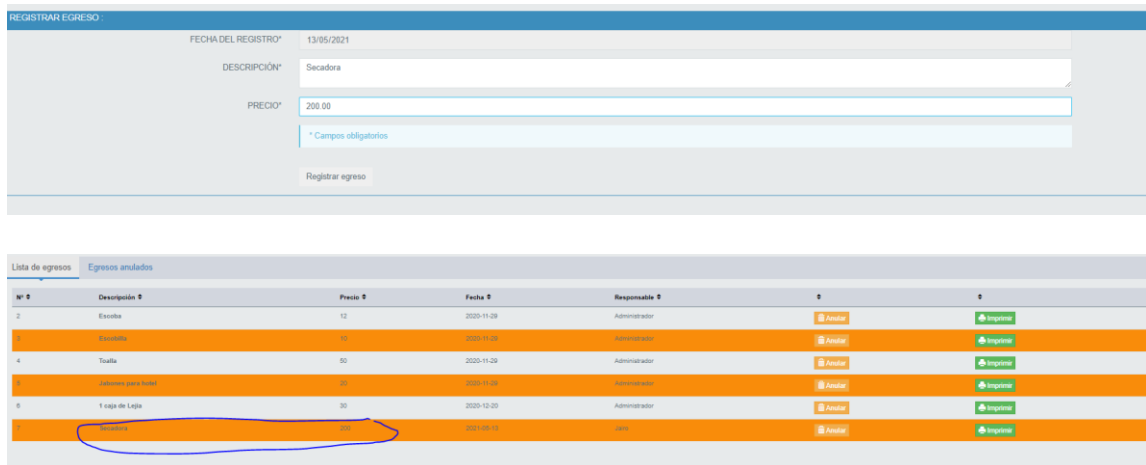 REGISTRAR EGRESO :
FECHA DEL REGISTRO* 13/05/2021
DESCRIPCIÓN* Secadora
PRECIO* 200.00
* Campos obligatorios
Registrar egreso
Lista de egresos Egresos anulados
N° Descripción Precio Fecha Responsable
2 Escoba 12 2020-11-29 Administrador Anular Imprimir
3 Escobilla 10 2020-11-29 Administrador Anular Imprimir
4 Toalla 50 2020-11-29 Administrador Anular Imprimir
5 Jabones para hotel 20 2020-11-29 Administrador Anular Imprimir
6 1 caja de Lejia 30 2020-12-20 Administrador Anular Imprimir
7 Secadora 200 2021-05-13 Anular Imprimir